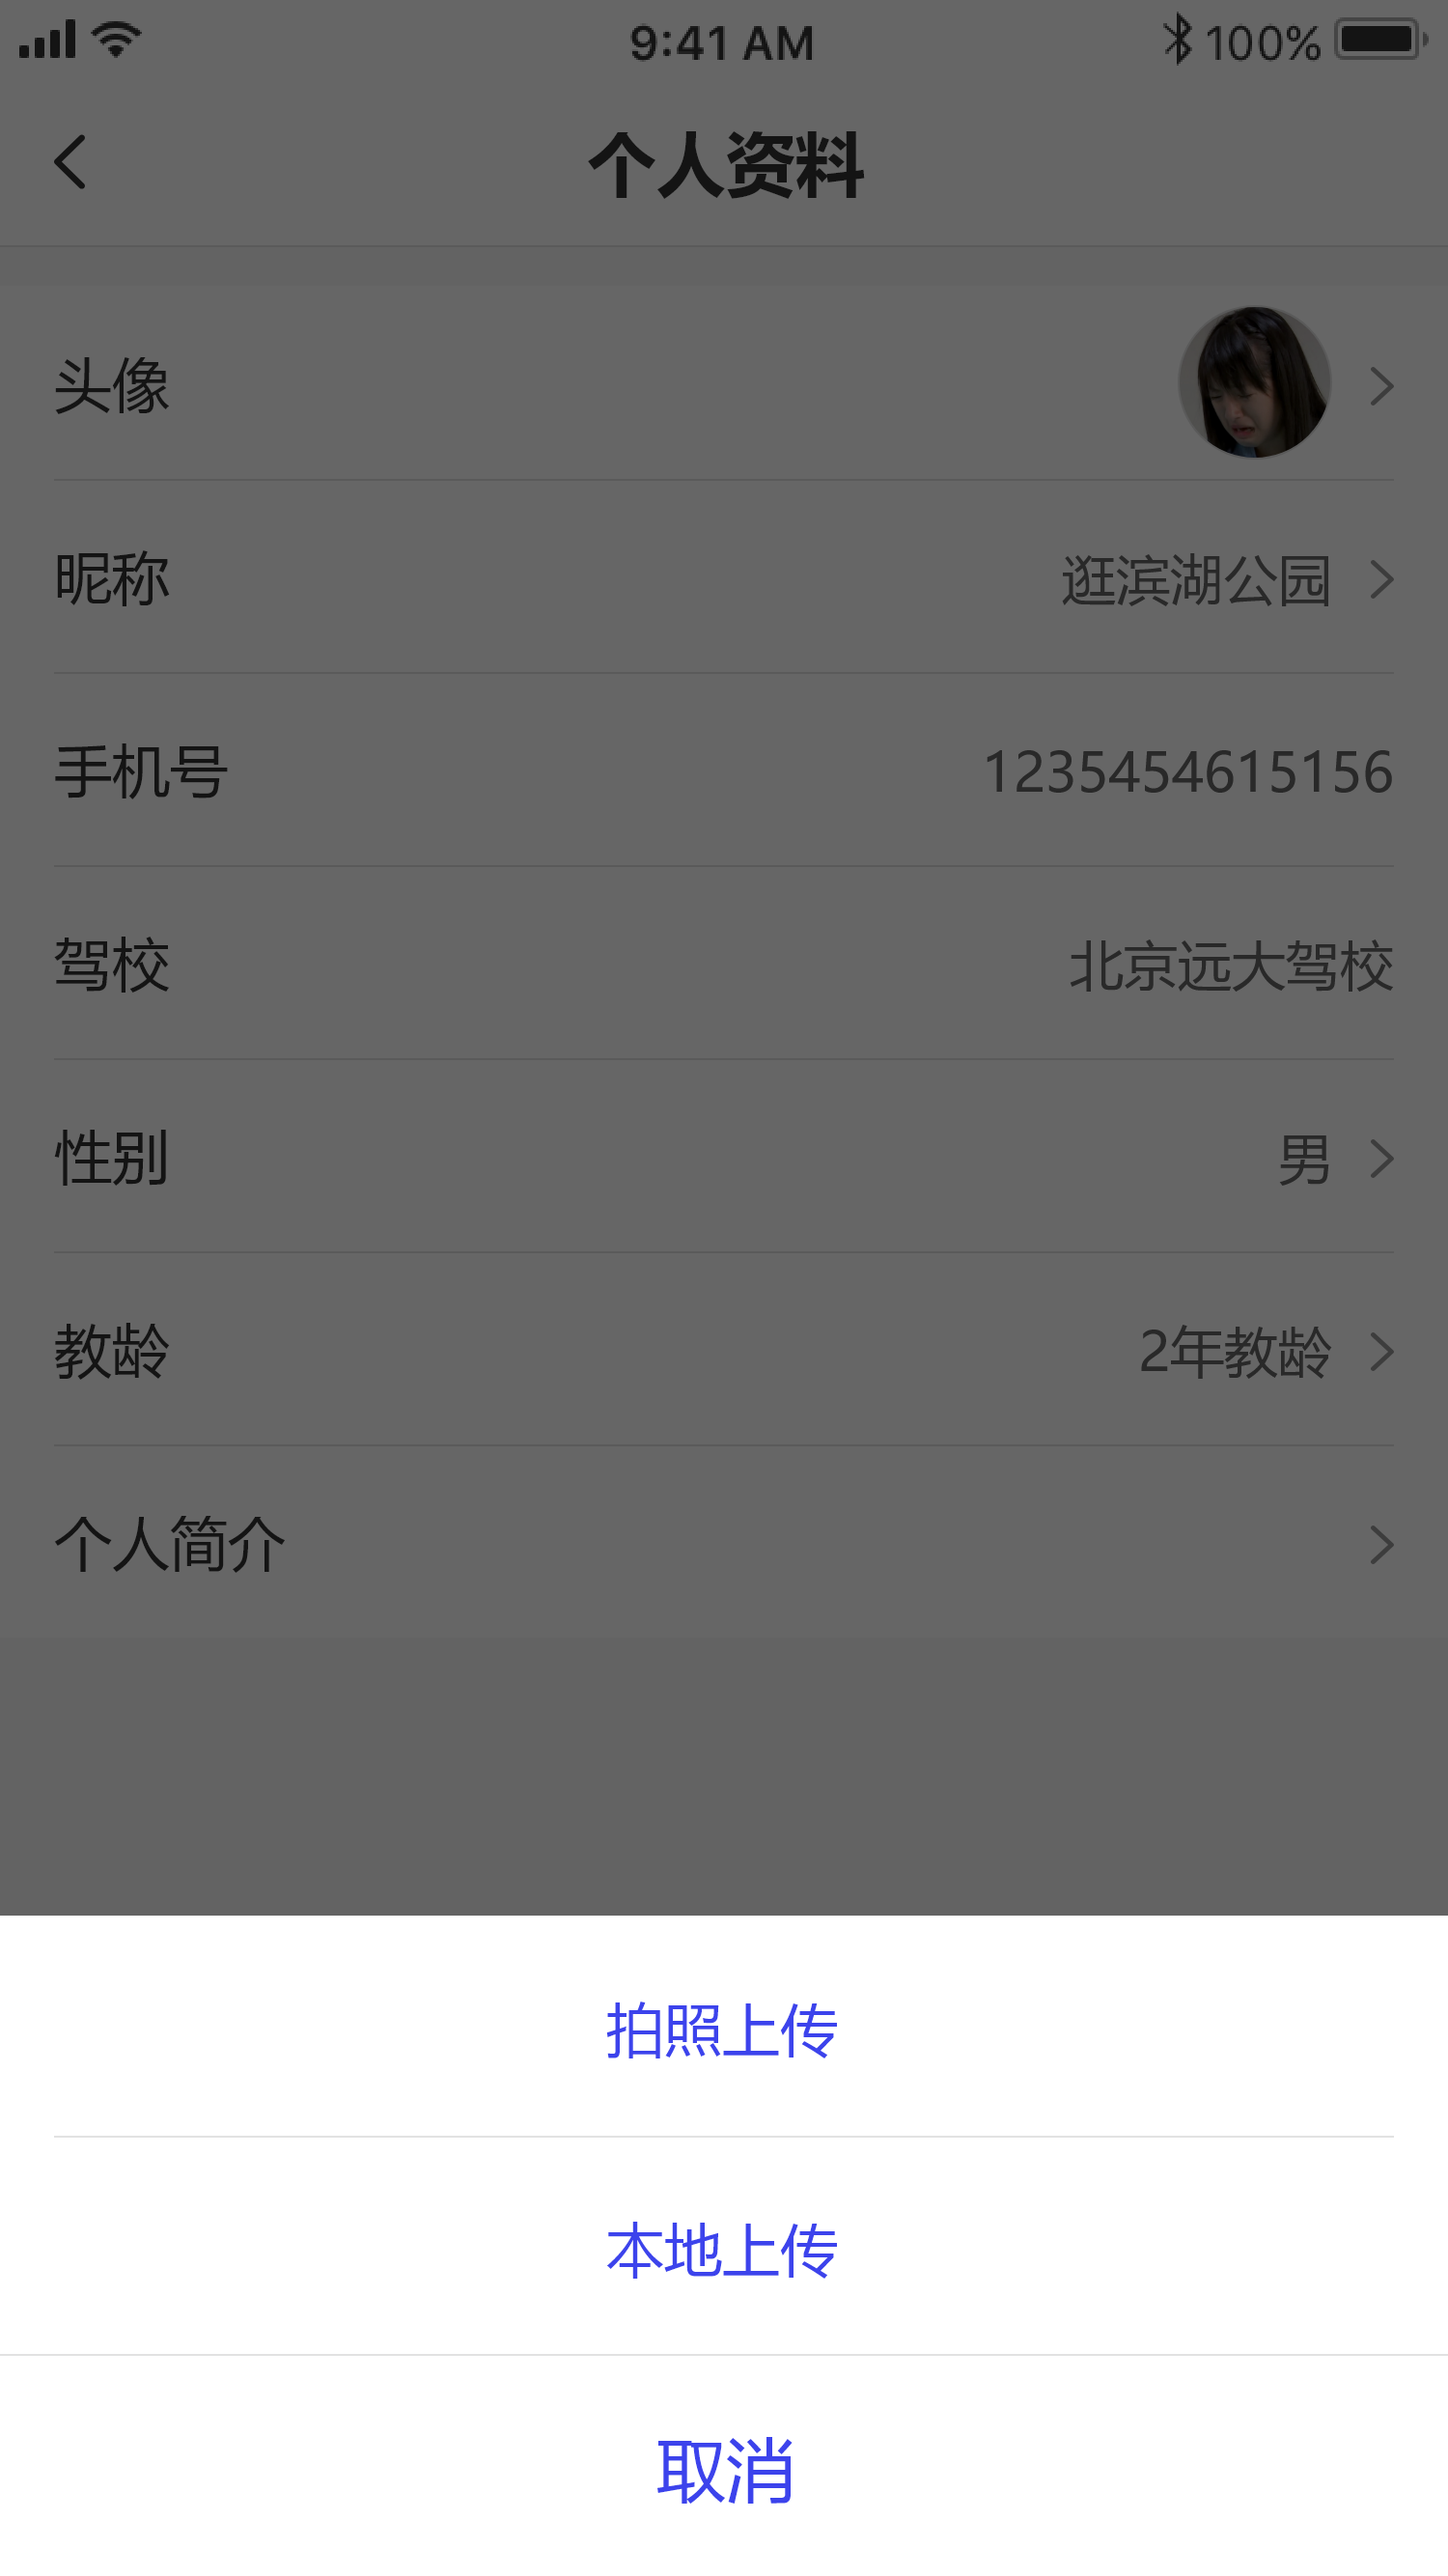 9:41 AM 100%
个人资料
头像
昵称 逛滨湖公园
手机号 1235454615156
驾校 北京远大驾校
性别 男
教龄 2年教龄
个人简介
拍照上传
本地上传
取消